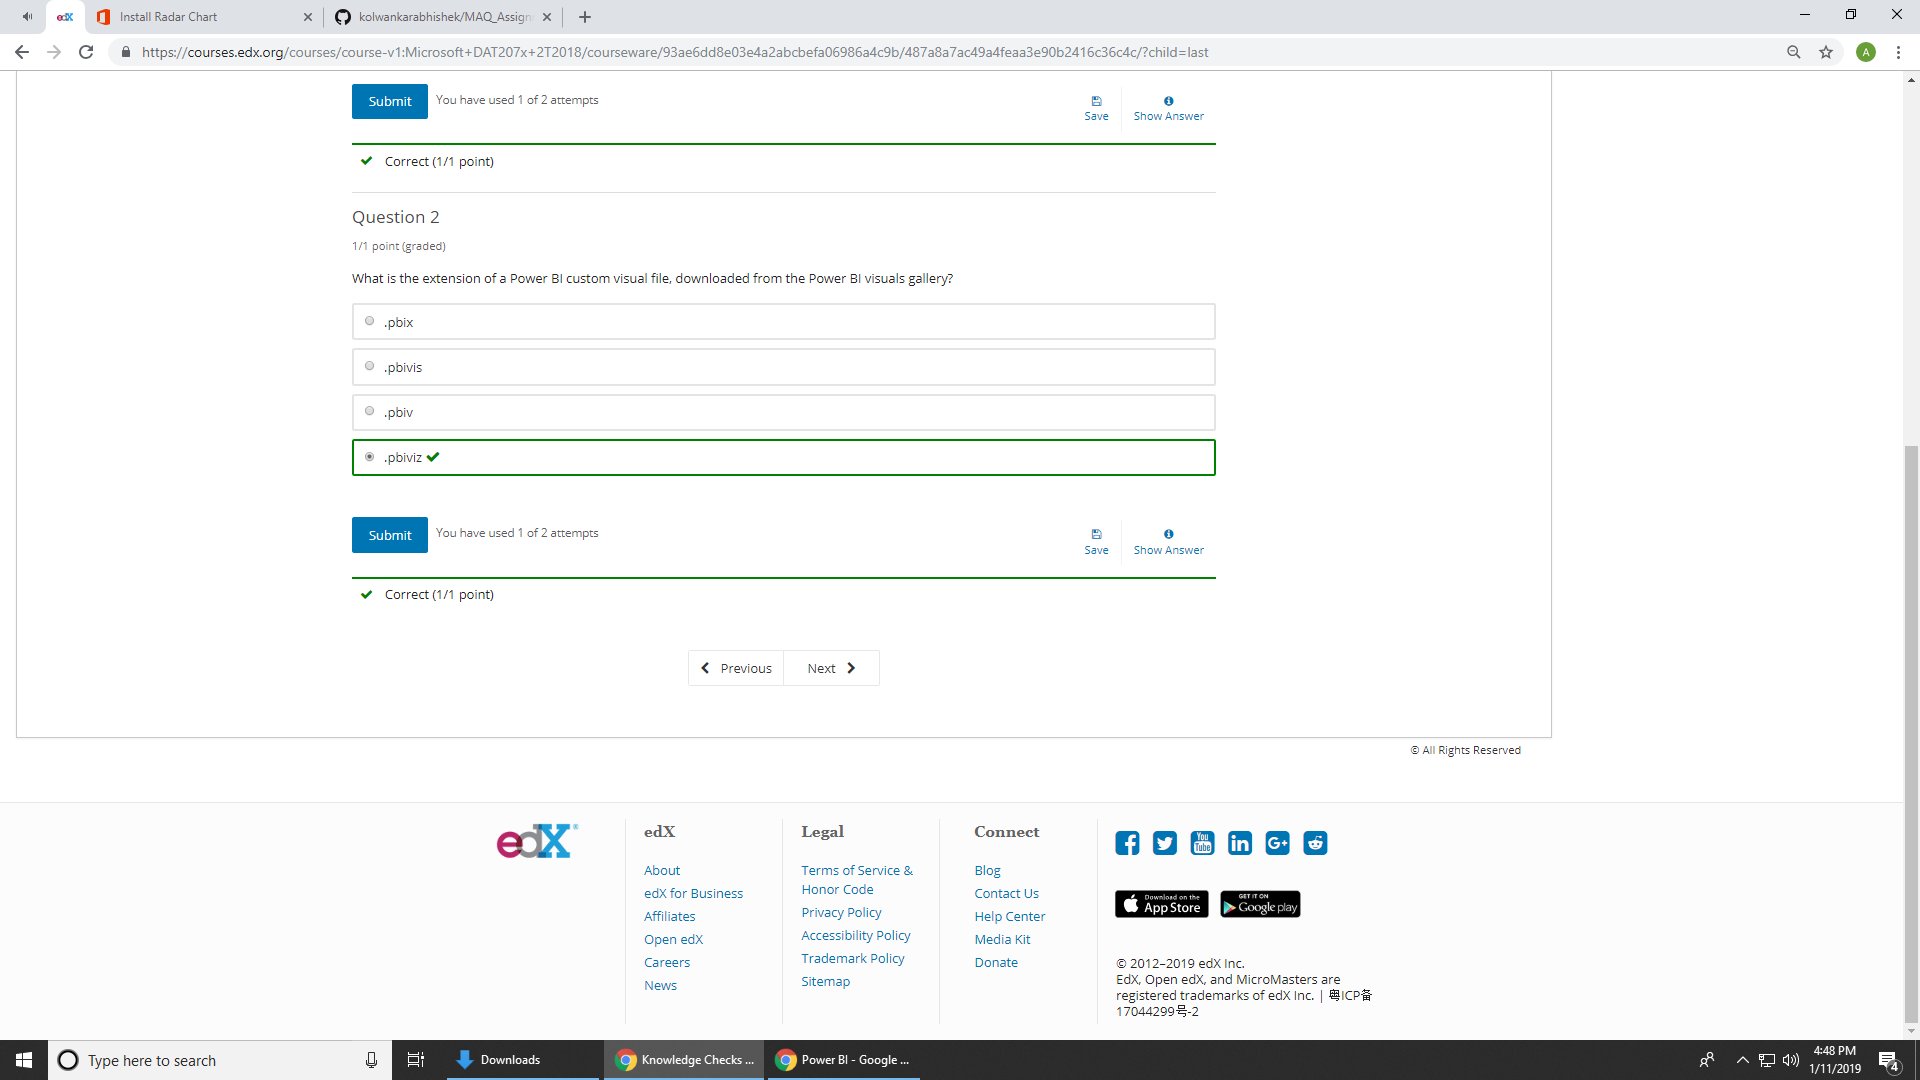 edX
Install Radar Chart
kolwankarabhishek/MAQ_Assign
https://courses.edx.org/courses/course-v1:Microsoft+DAT207x+2T2018/courseware/93ae6dd8e03e4a2abcbefa06986a4c9b/487a8a7ac49a4feaa3e90b2416c36c4c/?child=last
A
Submit
You have used 1 of 2 attempts
Save
Show Answer
Correct (1/1 point)
Question 2
1/1 point (graded)
What is the extension of a Power BI custom visual file, downloaded from the Power BI visuals gallery?
.pbix
.pbivis
.pbiv
.pbiviz
Submit
You have used 1 of 2 attempts
Save
Show Answer
Correct (1/1 point)
Previous
Next
© All Rights Reserved
edX
edX
About
edX for Business
Affiliates
Open edX
Careers
News
Legal
Terms of Service &
Honor Code
Privacy Policy
Accessibility Policy
Trademark Policy
Sitemap
Connect
Blog
Contact Us
Help Center
Media Kit
Donate
You
Tube
in
G+
Download on the
App Store
GET IT ON
Google play
© 2012–2019 edX Inc.
EdX, Open edX, and MicroMasters are
registered trademarks of edX Inc. | 粤ICP备
17044299号-2
Type here to search
Downloads
Knowledge Checks ...
Power BI - Google ...
4:48 PM
1/11/2019
4